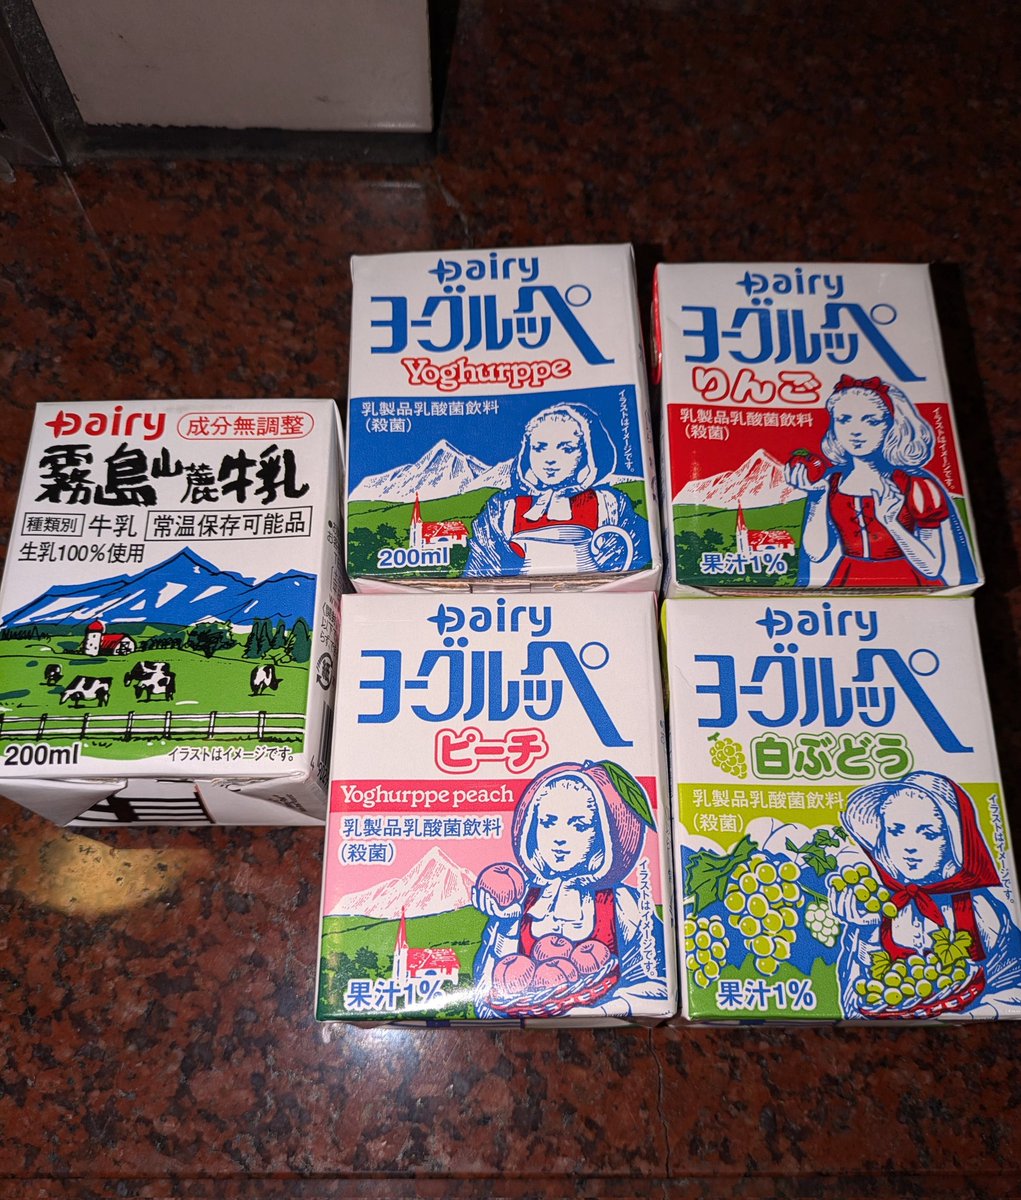 Dairy
成分無調整
霧島山麓牛乳
種類別 牛乳 常温保存可能品
生乳100%使用
200ml
イラストはイメージです。
Dairy
ヨーグルッペ
Yoghurppe
乳製品乳酸菌飲料
(殺菌)
イラストはイメージです。
200ml
Dairy
ヨーグルッペ
りんご
乳製品乳酸菌飲料
(殺菌)
イラストはイメージです。
果汁1%
Dairy
ヨーグルッペ
ピーチ
Yoghurppe peach
乳製品乳酸菌飲料
(殺菌)
イラストはイメージです。
果汁1%
Dairy
ヨーグルッペ
白ぶどう
乳製品乳酸菌飲料
(殺菌)
イラストはイメージです。
果汁1%